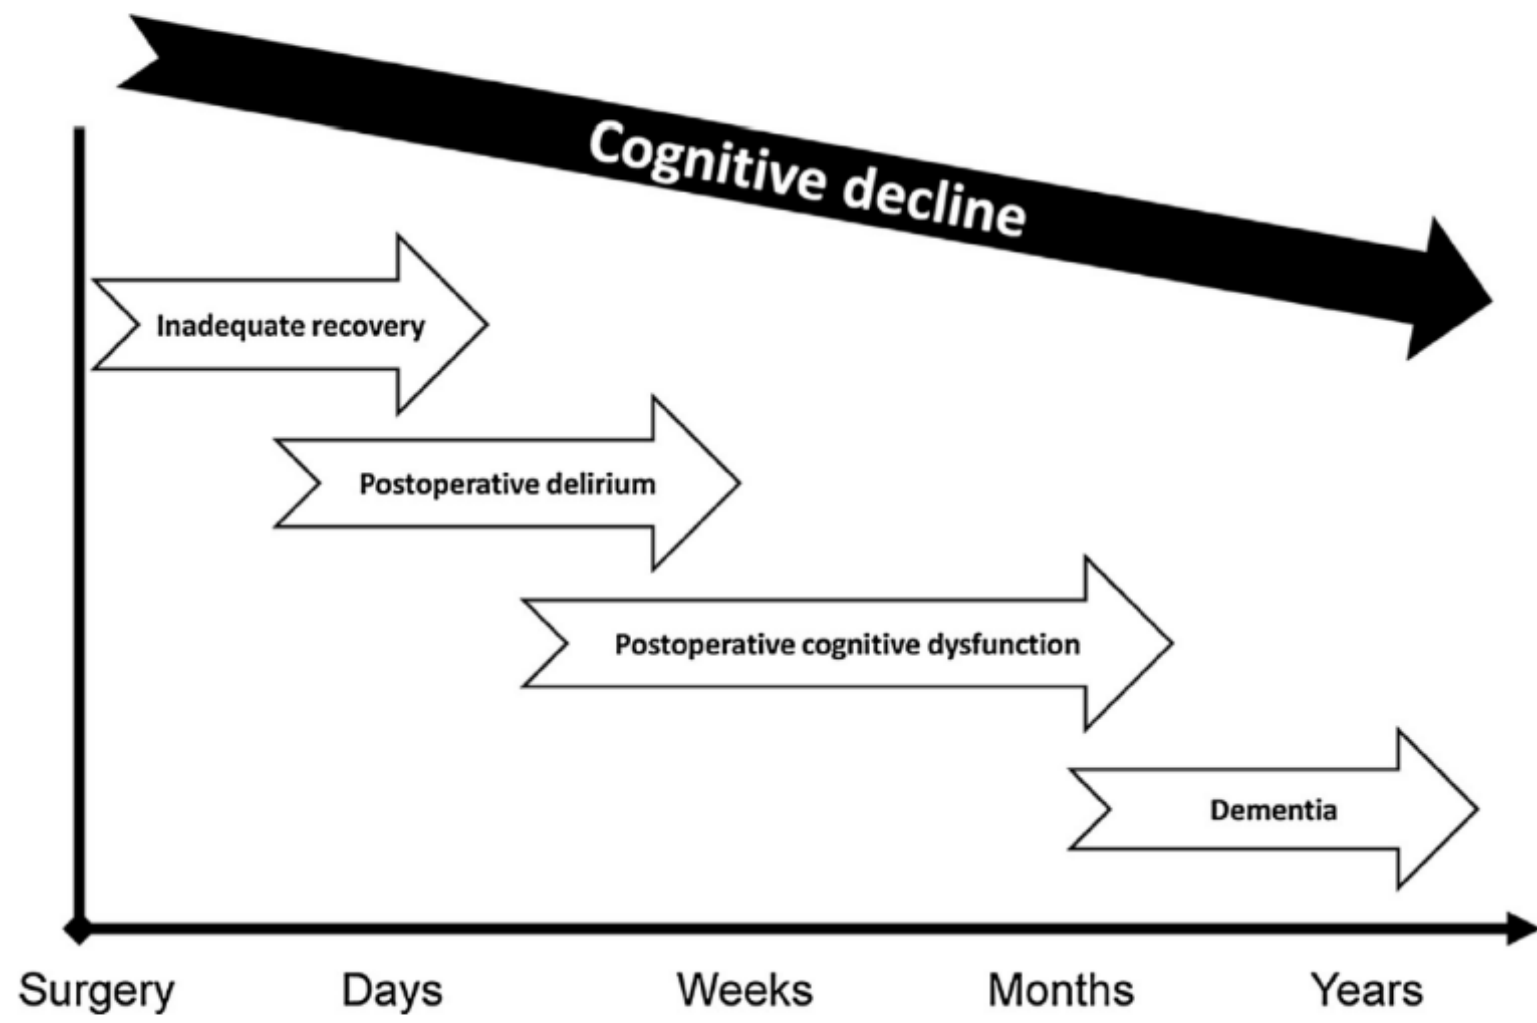 Cognitive decline
Inadequate recovery
Postoperative delirium
Postoperative cognitive dysfunction
Dementia
Surgery Days Weeks Months Years